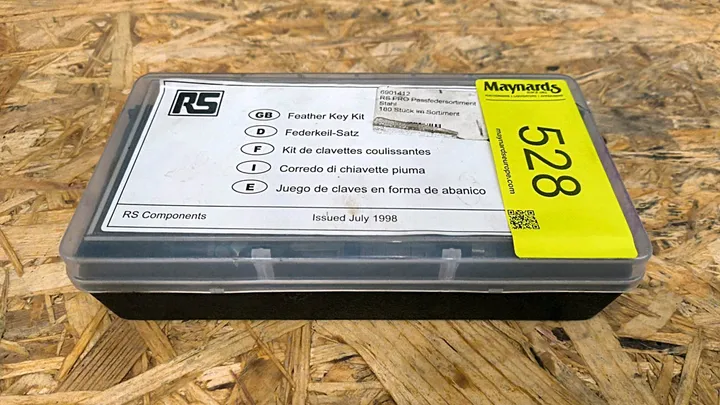 RS
GB Feather Key Kit
D Federkeil-Satz
F Kit de clavettes coulissantes
I Corredo di chiavette piuma
E Juego de claves en forma de abanico
RS Components
Issued July 1998
6901412
RS PRO Passfedersortiment
Stahl
180 Stück im Sortiment
Maynards
528
maynardseurope.com